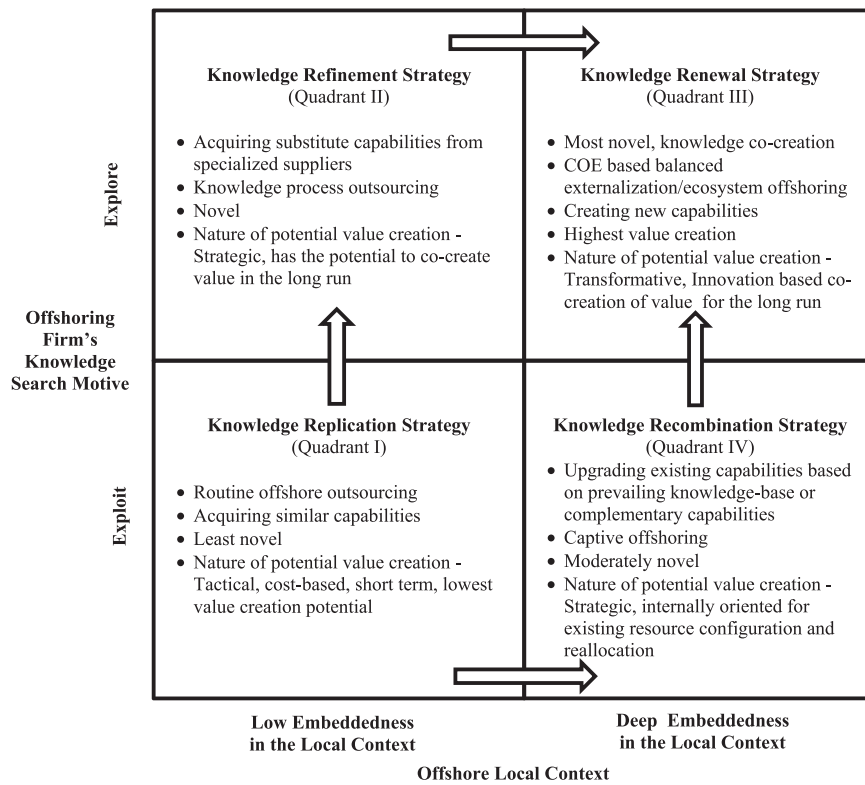 Knowledge Refinement Strategy
(Quadrant II)
• Acquiring substitute capabilities from
specialized suppliers
• Knowledge process outsourcing
• Novel
• Nature of potential value creation -
Strategic, has the potential to co-create
value in the long run
Knowledge Renewal Strategy
(Quadrant III)
• Most novel, knowledge co-creation
• COE based balanced
externalization/ecosystem offshoring
• Creating new capabilities
• Highest value creation
• Nature of potential value creation -
Transformative, Innovation based co-
creation of value for the long run
Explore
Offshoring
Firm's
Knowledge
Search Motive
Exploit
Knowledge Replication Strategy
(Quadrant I)
• Routine offshore outsourcing
• Acquiring similar capabilities
• Least novel
• Nature of potential value creation -
Tactical, cost-based, short term, lowest
value creation potential
Knowledge Recombination Strategy
(Quadrant IV)
• Upgrading existing capabilities based
on prevailing knowledge-base or
complementary capabilities
• Captive offshoring
• Moderately novel
• Nature of potential value creation -
Strategic, internally oriented for
existing resource configuration and
reallocation
Low Embeddedness
in the Local Context
Deep Embeddedness
in the Local Context
Offshore Local Context